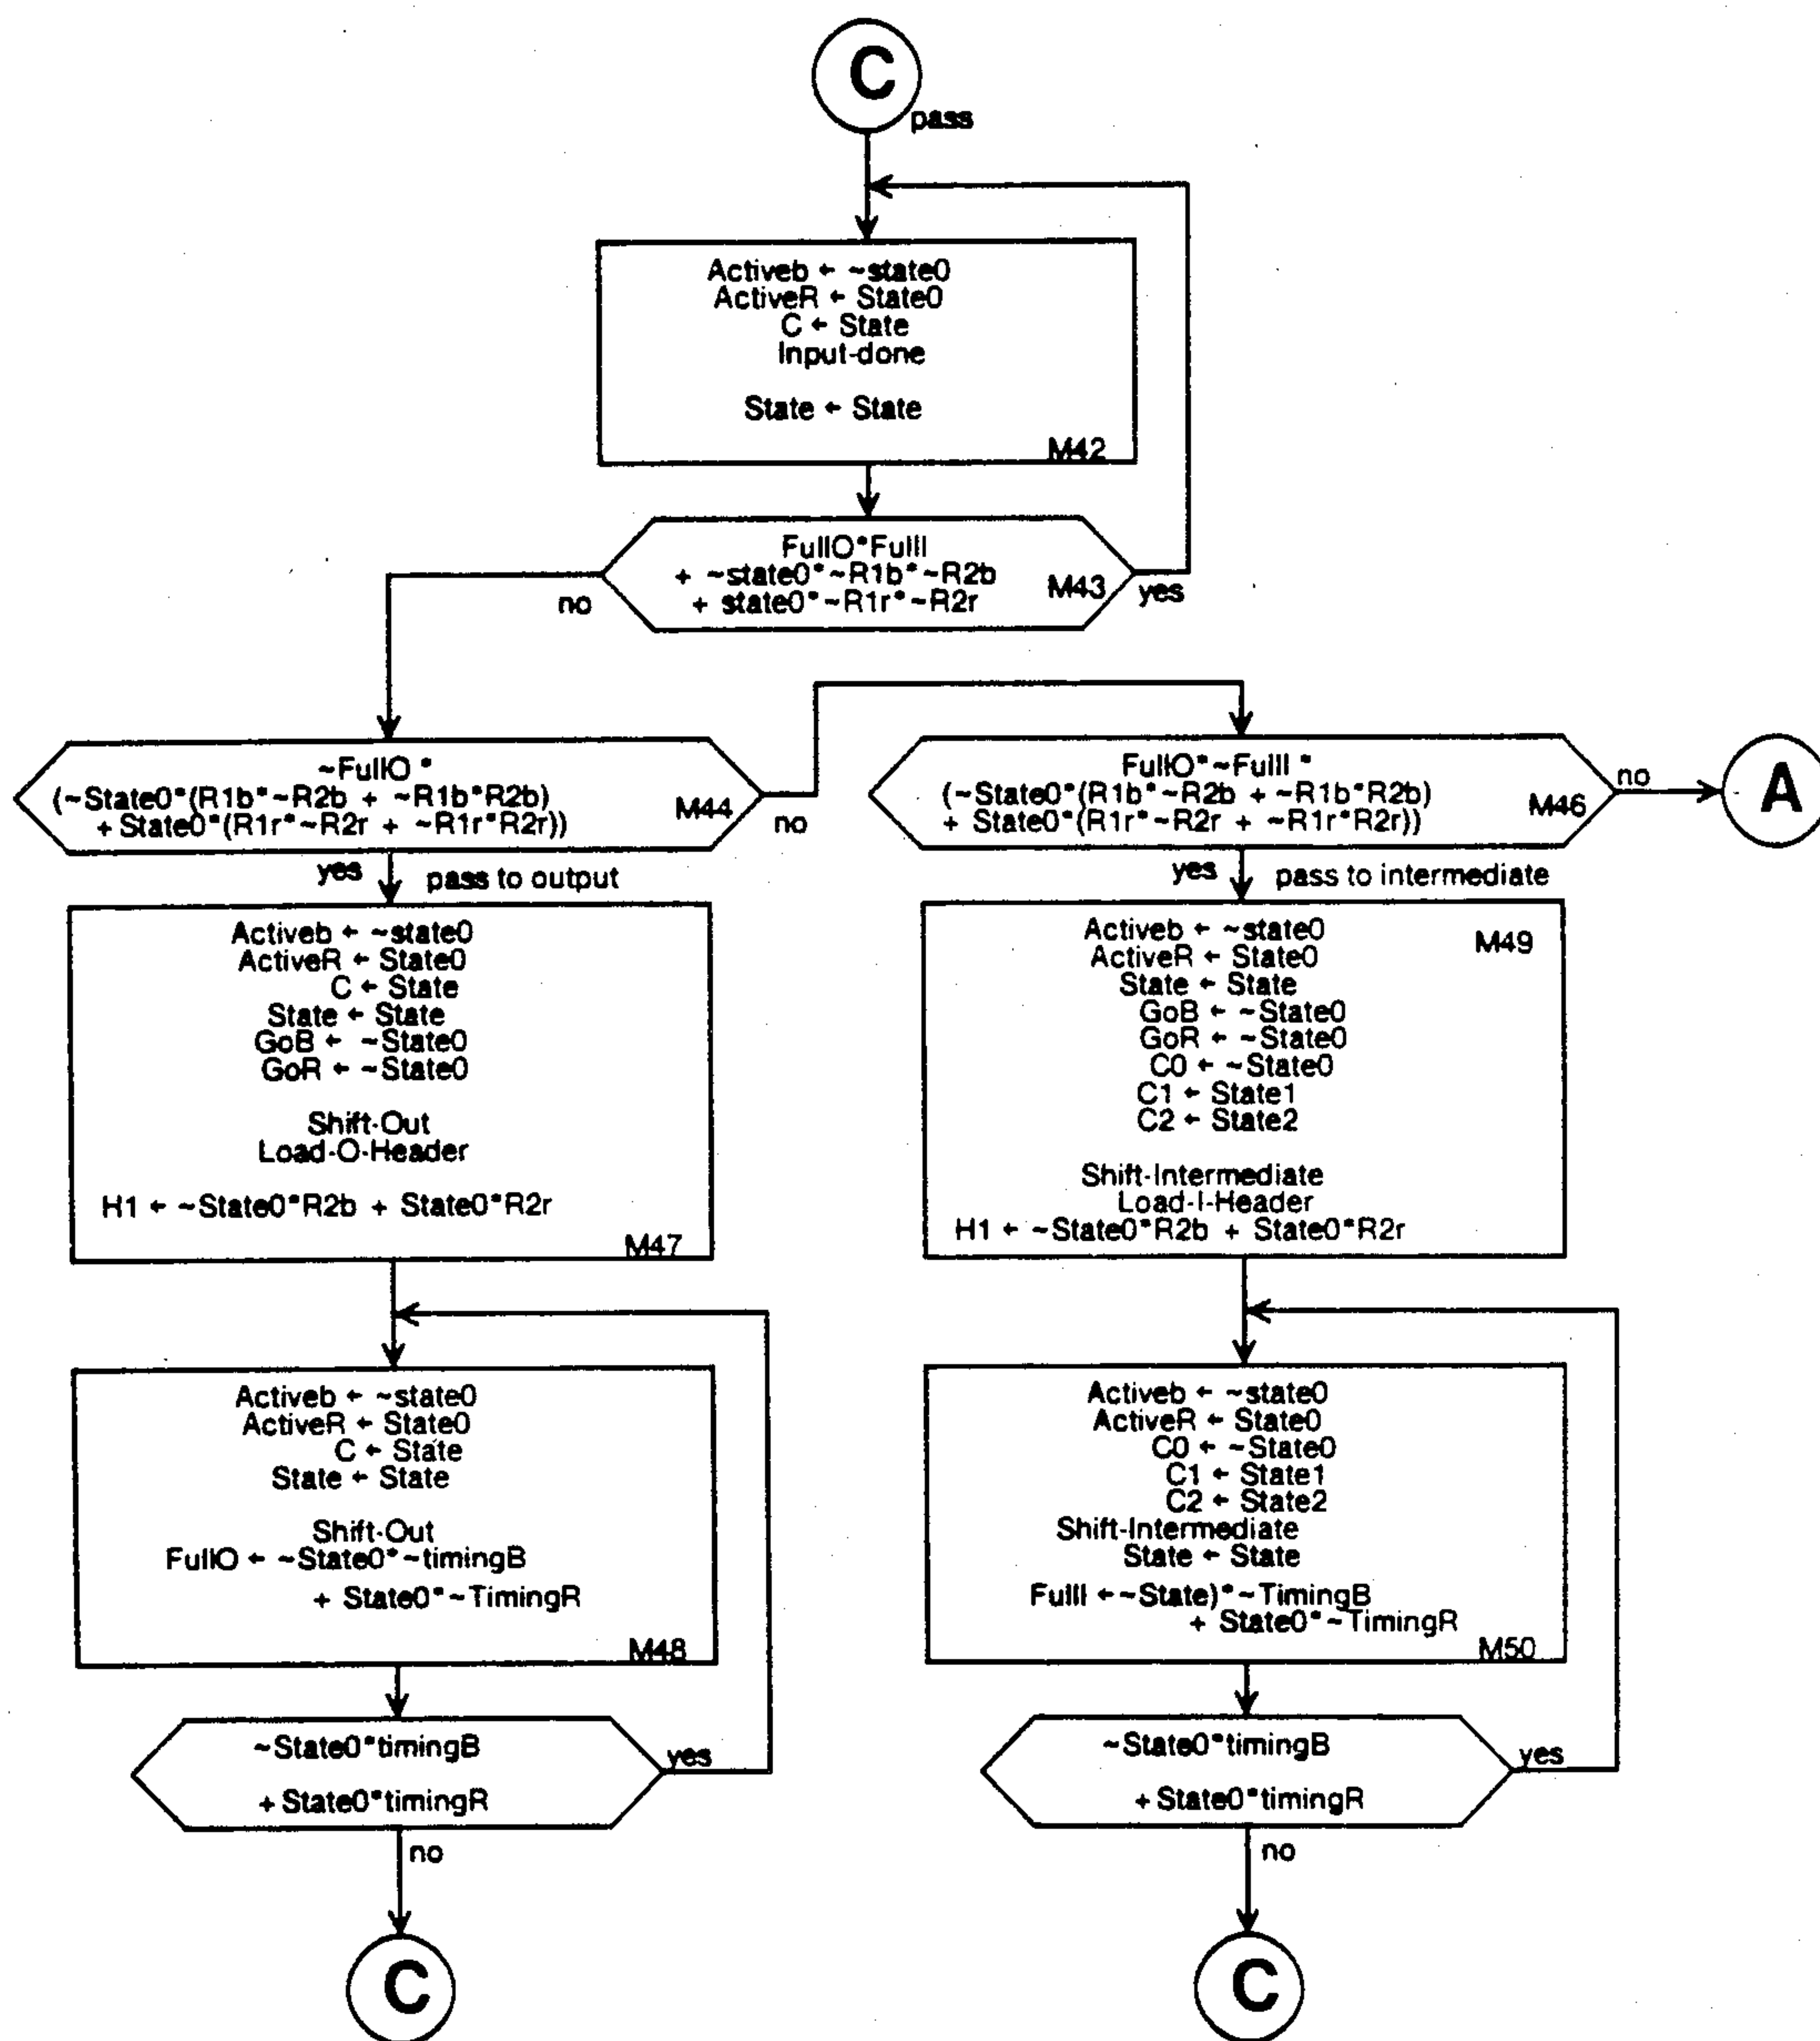 C
pass
Activeb ← ~state0
ActiveR ← State0
C ← State
Input-done
State ← State
M42
FullO*FullI
+ ~state0*~R1b*~R2b
+ state0*~R1r*~R2r
M43
yes
no
~FullO *
(~State0*(R1b*~R2b + ~R1b*R2b)
+ State0*(R1r*~R2r + ~R1r*R2r))
M44
no
yes
pass to output
FullO*~FullI *
(~State0*(R1b*~R2b + ~R1b*R2b)
+ State0*(R1r*~R2r + ~R1r*R2r))
M46
no
A
yes
pass to intermediate
Activeb ← ~state0
ActiveR ← State0
C ← State
State ← State
GoB ← ~State0
GoR ← ~State0
Shift-Out
Load-O-Header
H1 ← ~State0*R2b + State0*R2r
M47
Activeb ← ~state0
M49
ActiveR ← State0
State ← State
GoB ← ~State0
GoR ← ~State0
C0 ← ~State0
C1 ← State1
C2 ← State2
Shift-Intermediate
Load-I-Header
H1 ← ~State0*R2b + State0*R2r
Activeb ← ~state0
ActiveR ← State0
C ← State
State ← State
Shift-Out
FullO ← ~State0*~timingB
+ State0*~TimingR
M48
Activeb ← ~state0
ActiveR ← State0
C0 ← ~State0
C1 ← State1
C2 ← State2
Shift-Intermediate
State ← State
FullI ←~State)*~TimingB
+ State0*~TimingR
M50
~State0*timingB
+ State0*timingR
yes
no
C
~State0*timingB
+ State0*timingR
yes
no
C